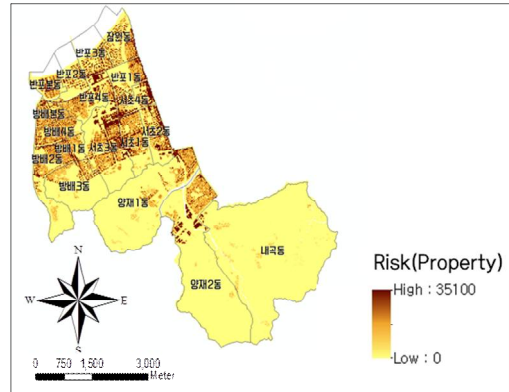 잠원동
반포3동
반포2동
반포1동
반포본동
반포4동
서초4동
방배본동
서초2동
방배4동
방배1동
서초3동
서초1동
방배2동
방배3동
양재1동
내곡동
양재2동
N
W
E
S
0 750 1,500 3,000
Meter
Risk(Property)
High : 35100
Low : 0